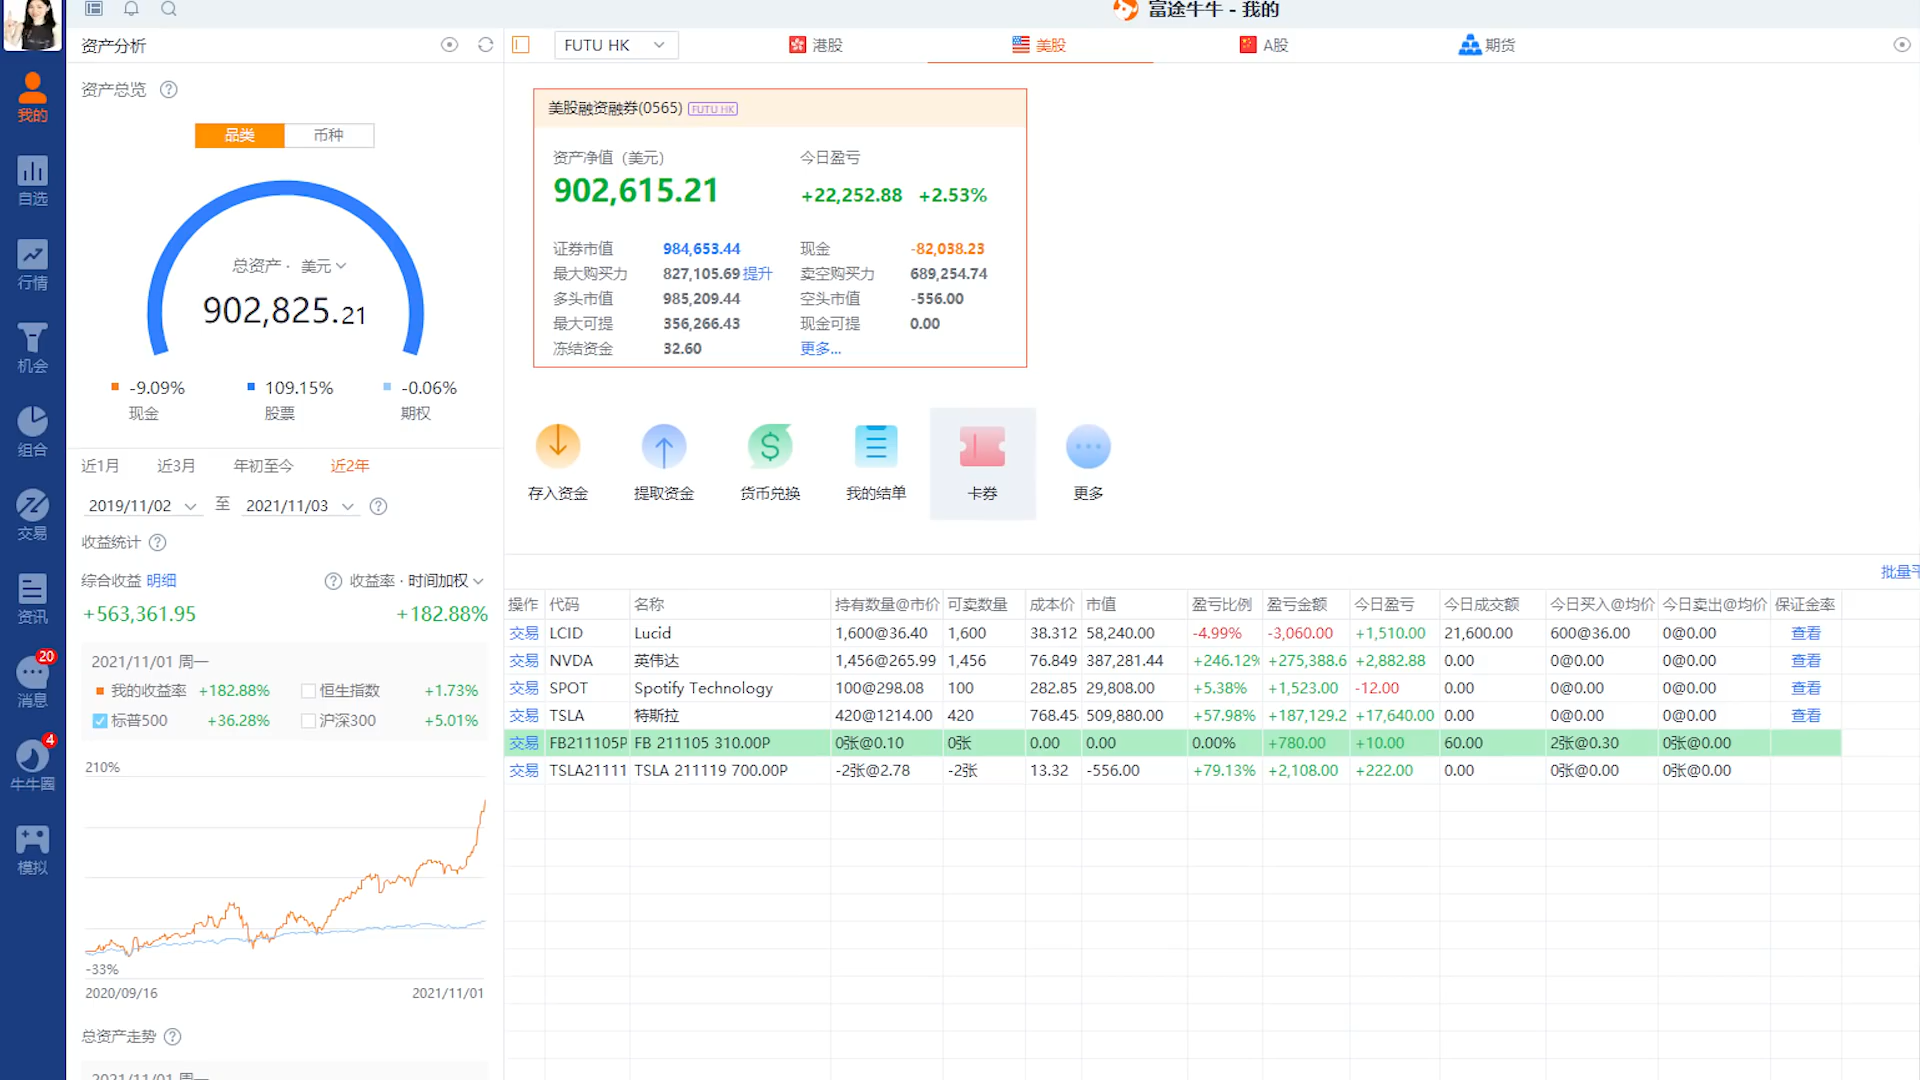 富途牛牛 - 我的
资产分析
FUTU HK
港股
美股
A股
期货
我的
自选
行情
机会
组合
交易
资讯
20
消息
4
牛牛圈
模拟
资产总览
品类 币种
总资产 · 美元
902,825.21
-9.09% 109.15% -0.06%
现金 股票 期权
近1月 近3月 年初至今 近2年
2019/11/02 至 2021/11/03
收益统计
综合收益 明细 收益率 · 时间加权
+563,361.95 +182.88%
2021/11/01 周一
我的收益率 +182.88% 恒生指数 +1.73%
标普500 +36.28% 沪深300 +5.01%
210%
-33%
2020/09/16 2021/11/01
总资产走势
2021/11/01 周一
美股融资融券(0565) FUTU HK
资产净值（美元） 今日盈亏
902,615.21 +22,252.88 +2.53%
证券市值 984,653.44 现金 -82,038.23
最大购买力 827,105.69 提升 卖空购买力 689,254.74
多头市值 985,209.44 空头市值 -556.00
最大可提 356,266.43 现金可提 0.00
冻结资金 32.60 更多...
存入资金 提取资金 货币兑换 我的结单 卡券 更多
批量平
操作 代码 名称 持有数量@市价 可卖数量 成本价 市值 盈亏比例 盈亏金额 今日盈亏 今日成交额 今日买入@均价 今日卖出@均价 保证金率
交易 LCID Lucid 1,600@36.40 1,600 38.312 58,240.00 -4.99% -3,060.00 +1,510.00 21,600.00 600@36.00 0@0.00 查看
交易 NVDA 英伟达 1,456@265.99 1,456 76.849 387,281.44 +246.12% +275,388.6 +2,882.88 0.00 0@0.00 0@0.00 查看
交易 SPOT Spotify Technology 100@298.08 100 282.85 29,808.00 +5.38% +1,523.00 -12.00 0.00 0@0.00 0@0.00 查看
交易 TSLA 特斯拉 420@1214.00 420 768.45 509,880.00 +57.98% +187,129.2 +17,640.00 0.00 0@0.00 0@0.00 查看
交易 FB211105P FB 211105 310.00P 0张@0.10 0张 0.00 0.00 0.00% +780.00 +10.00 60.00 2张@0.30 0张@0.00
交易 TSLA21111 TSLA 211119 700.00P -2张@2.78 -2张 13.32 -556.00 +79.13% +2,108.00 +222.00 0.00 0张@0.00 0张@0.00